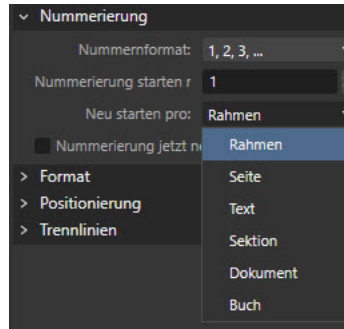 Nummerierung
Nummernformat: 1, 2, 3, ...
Nummerierung starten 1
Neu starten pro: Rahmen
Nummerierung jetzt
Rahmen
Seite
Format
Text
Positionierung
Sektion
Trennlinien
Dokument
Buch